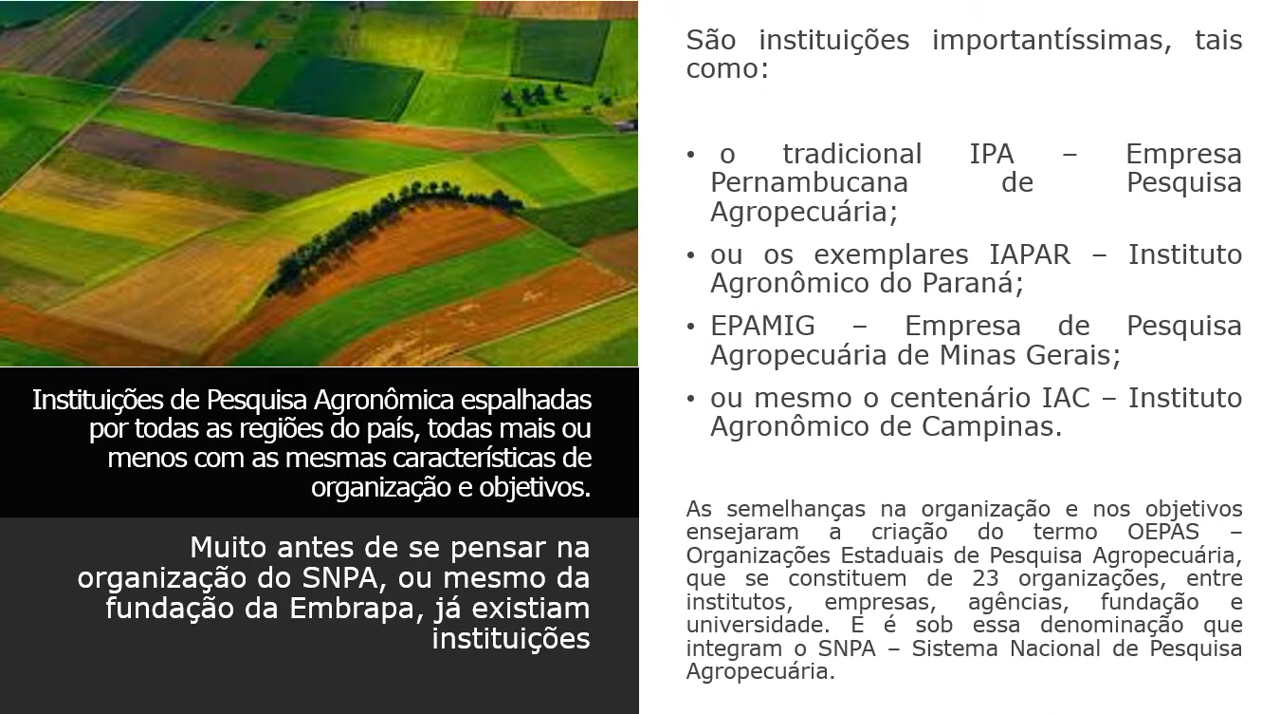 Instituições de Pesquisa Agronômica espalhadas
por todas as regiões do país, todas mais ou
menos com as mesmas características de
organização e objetivos.
Muito antes de se pensar na
organização do SNPA, ou mesmo da
fundação da Embrapa, já existiam
instituições
São instituições importantíssimas, tais
como:
• o tradicional IPA – Empresa
Pernambucana de Pesquisa
Agropecuária;
• ou os exemplares IAPAR – Instituto
Agronômico do Paraná;
• EPAMIG – Empresa de Pesquisa
Agropecuária de Minas Gerais;
• ou mesmo o centenário IAC – Instituto
Agronômico de Campinas.
As semelhanças na organização e nos objetivos
ensejaram a criação do termo OEPAS –
Organizações Estaduais de Pesquisa Agropecuária,
que se constituem de 23 organizações, entre
institutos, empresas, agências, fundação e
universidade. E é sob essa denominação que
integram o SNPA – Sistema Nacional de Pesquisa
Agropecuária.